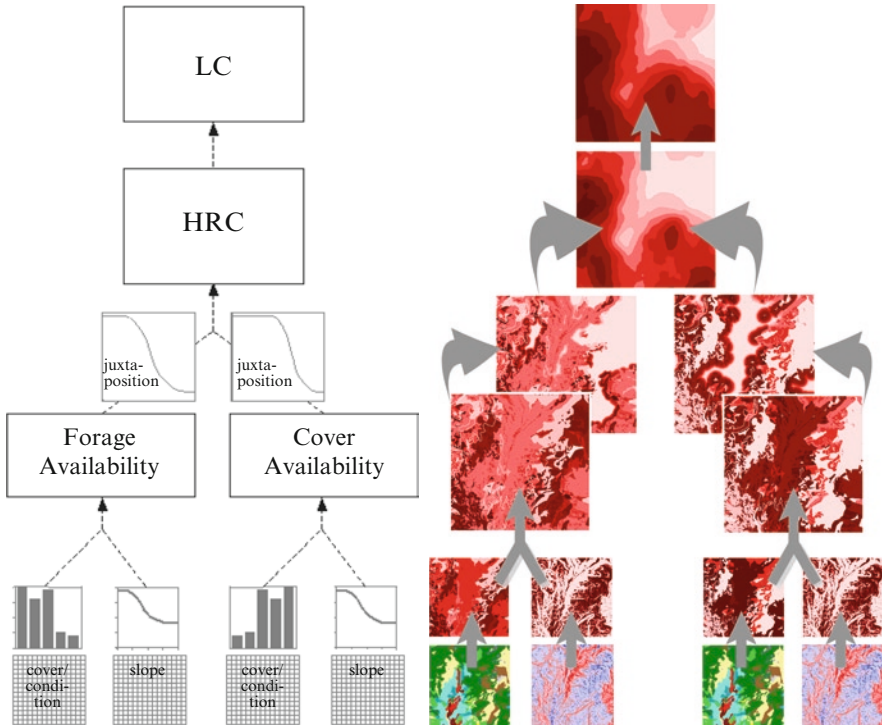 LC
HRC
juxta-
position
juxta-
position
Forage
Availability
Cover
Availability
cover/
condi-
tion
slope
cover/
condi-
tion
slope